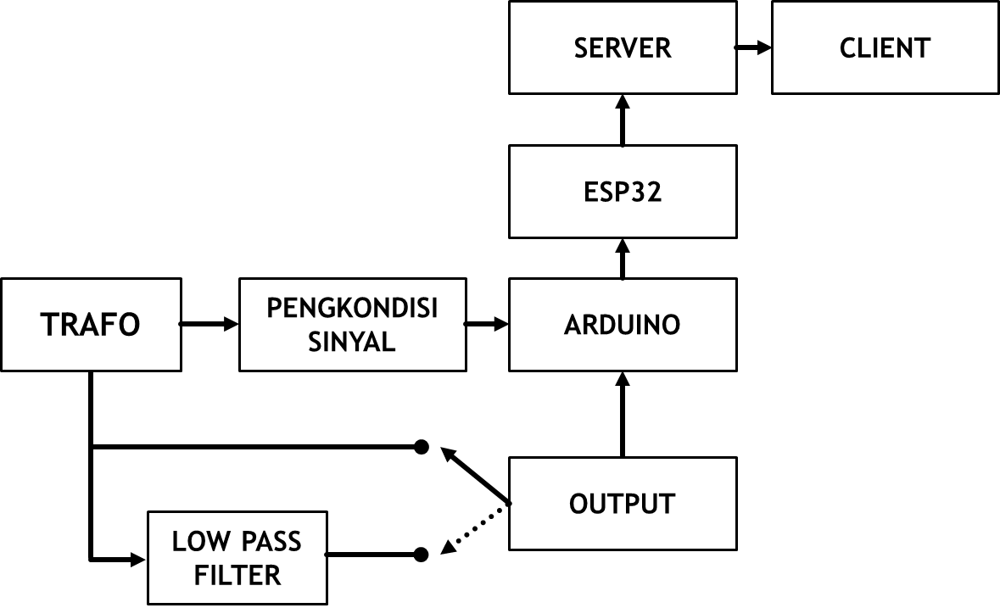 SERVER
CLIENT
ESP32
TRAFO
PENGKONDISI
SINYAL
ARDUINO
OUTPUT
LOW PASS
FILTER